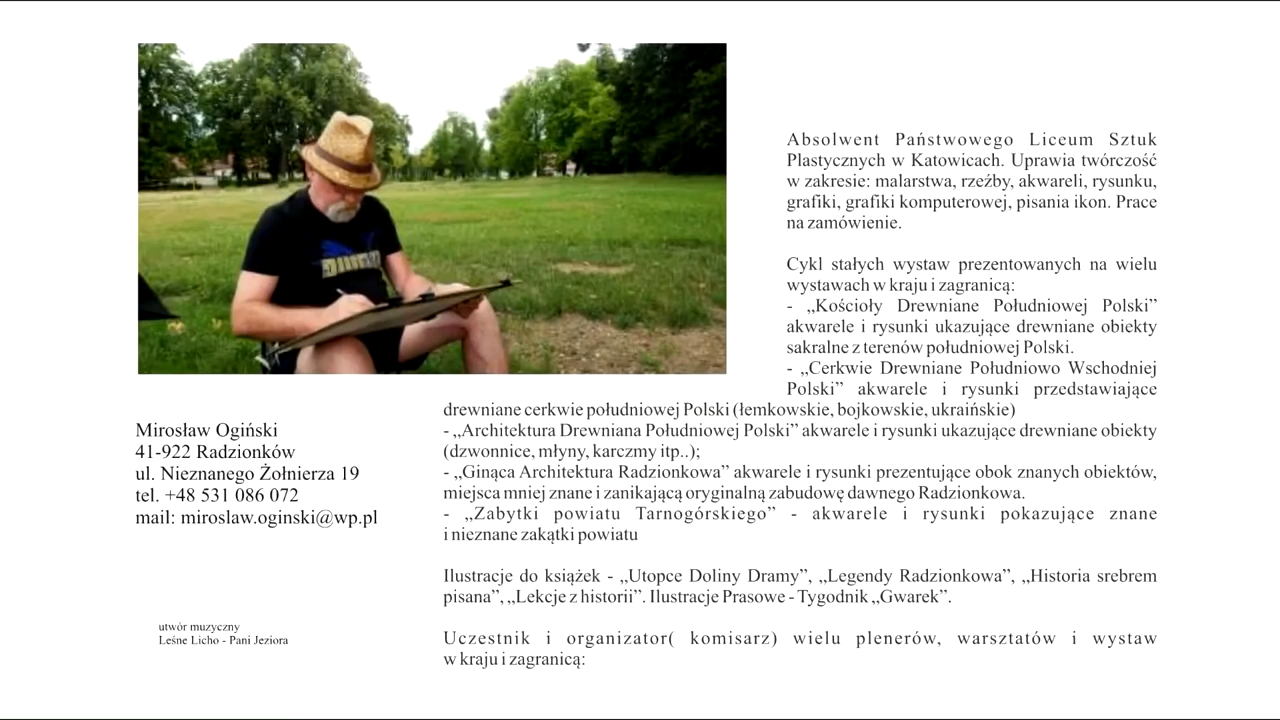 Absolwent Państwowego Liceum Sztuk
Plastycznych w Katowicach. Uprawia twórczość
w zakresie: malarstwa, rzeźby, akwareli, rysunku,
grafiki, grafiki komputerowej, pisania ikon. Prace
na zamówienie.
Cykl stałych wystaw prezentowanych na wielu
wystawach w kraju i zagranicą:
- „Kościoły Drewniane Południowej Polski”
akwarele i rysunki ukazujące drewniane obiekty
sakralne z terenów południowej Polski.
- „Cerkwie Drewniane Południowo Wschodniej
Polski” akwarele i rysunki przedstawiające
drewniane cerkwie południowej Polski (łemkowskie, bojkowskie, ukraińskie)
- „Architektura Drewniana Południowej Polski” akwarele i rysunki ukazujące drewniane obiekty
(dzwonnice, młyny, karczmy itp..);
- „Ginąca Architektura Radzionkowa” akwarele i rysunki prezentujące obok znanych obiektów,
miejsca mniej znane i zanikającą oryginalną zabudowę dawnego Radzionkowa.
- „Zabytki powiatu Tarnogórskiego” - akwarele i rysunki pokazujące znane
i nieznane zakątki powiatu
Ilustracje do książek - „Utopce Doliny Dramy”, „Legendy Radzionkowa”, „Historia srebrem
pisana”, „Lekcje z historii”. Ilustracje Prasowe - Tygodnik „Gwarek”.
Uczestnik i organizator( komisarz) wielu plenerów, warsztatów i wystaw
w kraju i zagranicą:
Mirosław Ogiński
41-922 Radzionków
ul. Nieznanego Żołnierza 19
tel. +48 531 086 072
mail: miroslaw.oginski@wp.pl
utwór muzyczny
Leśne Licho - Pani Jeziora